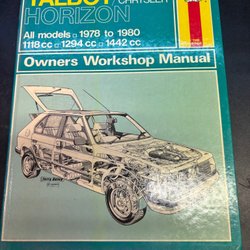 TALBOT/CHRYSLER
HORIZON
All models □ 1978 to 1980
1118 cc □ 1294 cc □ 1442 cc
Owners Workshop Manual